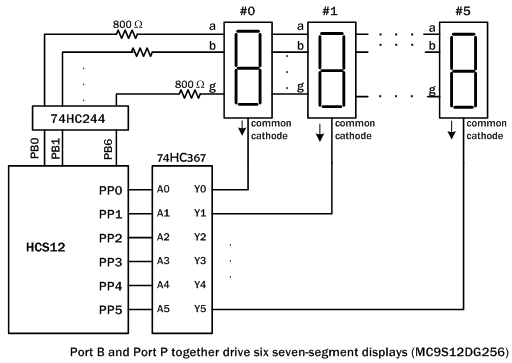 #0 #1 #5
800 Ω a a a
b b b
800 Ω g g g
74HC244
common cathode common cathode common cathode
PB0 PB1 PB6
74HC367
HCS12
PP0 A0 Y0
PP1 A1 Y1
PP2 A2 Y2
PP3 A3 Y3
PP4 A4 Y4
PP5 A5 Y5
Port B and Port P together drive six seven-segment displays (MC9S12DG256)